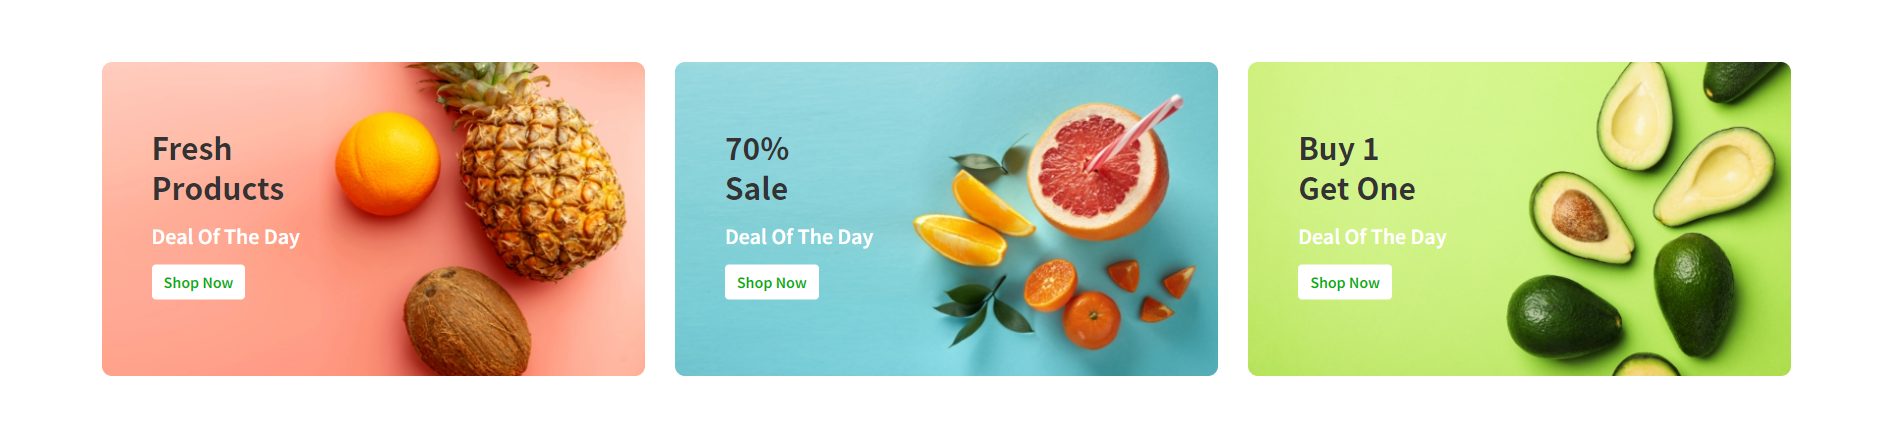 Fresh
Products
Deal Of The Day
Shop Now
70%
Sale
Deal Of The Day
Shop Now
Buy 1
Get One
Deal Of The Day
Shop Now